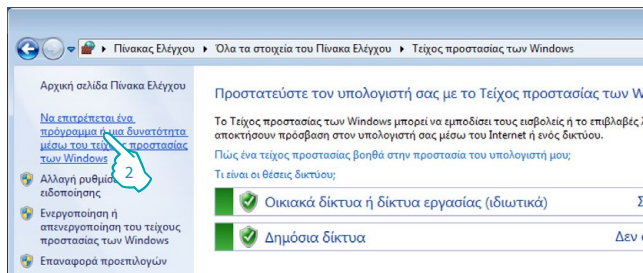 Πίνακας Ελέγχου ▸ Όλα τα στοιχεία του Πίνακα Ελέγχου ▸ Τείχος προστασίας των Windows
Αρχική σελίδα Πίνακα Ελέγχου
Να επιτρέπεται ένα
πρόγραμμα ή μια δυνατότητα
μέσω του τείχους προστασίας
των Windows
2
Αλλαγή
ειδοποίησης
Ενεργοποίηση ή
απενεργοποίηση του τείχους
προστασίας των Windows
Επαναφορά προεπιλογών
Προστατεύστε τον υπολογιστή σας με το Τείχος προστασίας των W
Το Τείχος προστασίας των Windows μπορεί να εμποδίσει τους εισβολείς ή το επιβλαβές
αποκτήσουν πρόσβαση στον υπολογιστή σας μέσω του Internet ή ενός δικτύου.
Πώς ένα τείχος προστασίας βοηθά στην προστασία του υπολογιστή μου;
Τι είναι οι θέσεις δικτύου;
Οικιακά δίκτυα ή δίκτυα εργασίας (ιδιωτικά)
Δημόσια δίκτυα Δεν